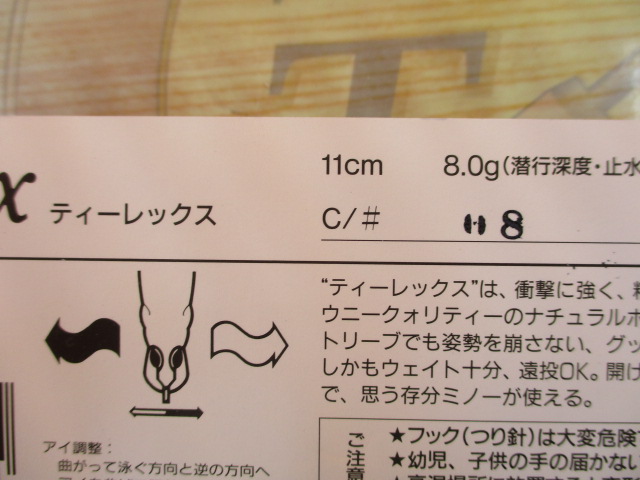 T
x ティーレックス
11cm 8.0g(潜行深度・止水
C/#
8
"ティーレックス"は、衝撃に強く、
ウニークォリティーのナチュラルボ
トリーブでも姿勢を崩さない、グッ
しかもウェイト十分、遠投OK。開け
で、思う存分ミノーが使える。
アイ調整:
曲がって泳ぐ方向と逆の方向へ
ご注意
★フック(つり針)は大変危険
★幼児、子供の手の届かない